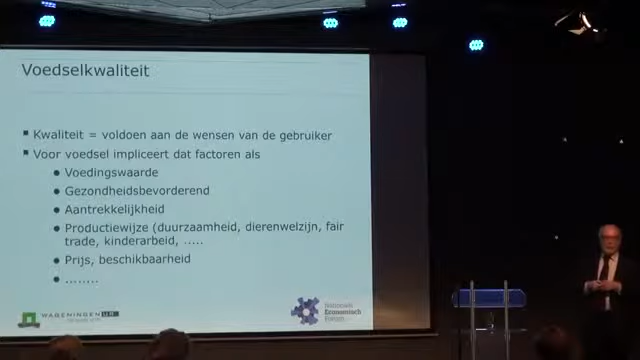 Voedselkwaliteit
Kwaliteit = voldoen aan de wensen van de gebruiker
Voor voedsel impliceert dat factoren als
Voedingswaarde
Gezondheidsbevorderend
Aantrekkelijkheid
Productiewijze (duurzaamheid, dierenwelzijn, fair
trade, kinderarbeid, .....
Prijs, beschikbaarheid
........
WAGENINGEN UR
Nationale
Economisch
Forum